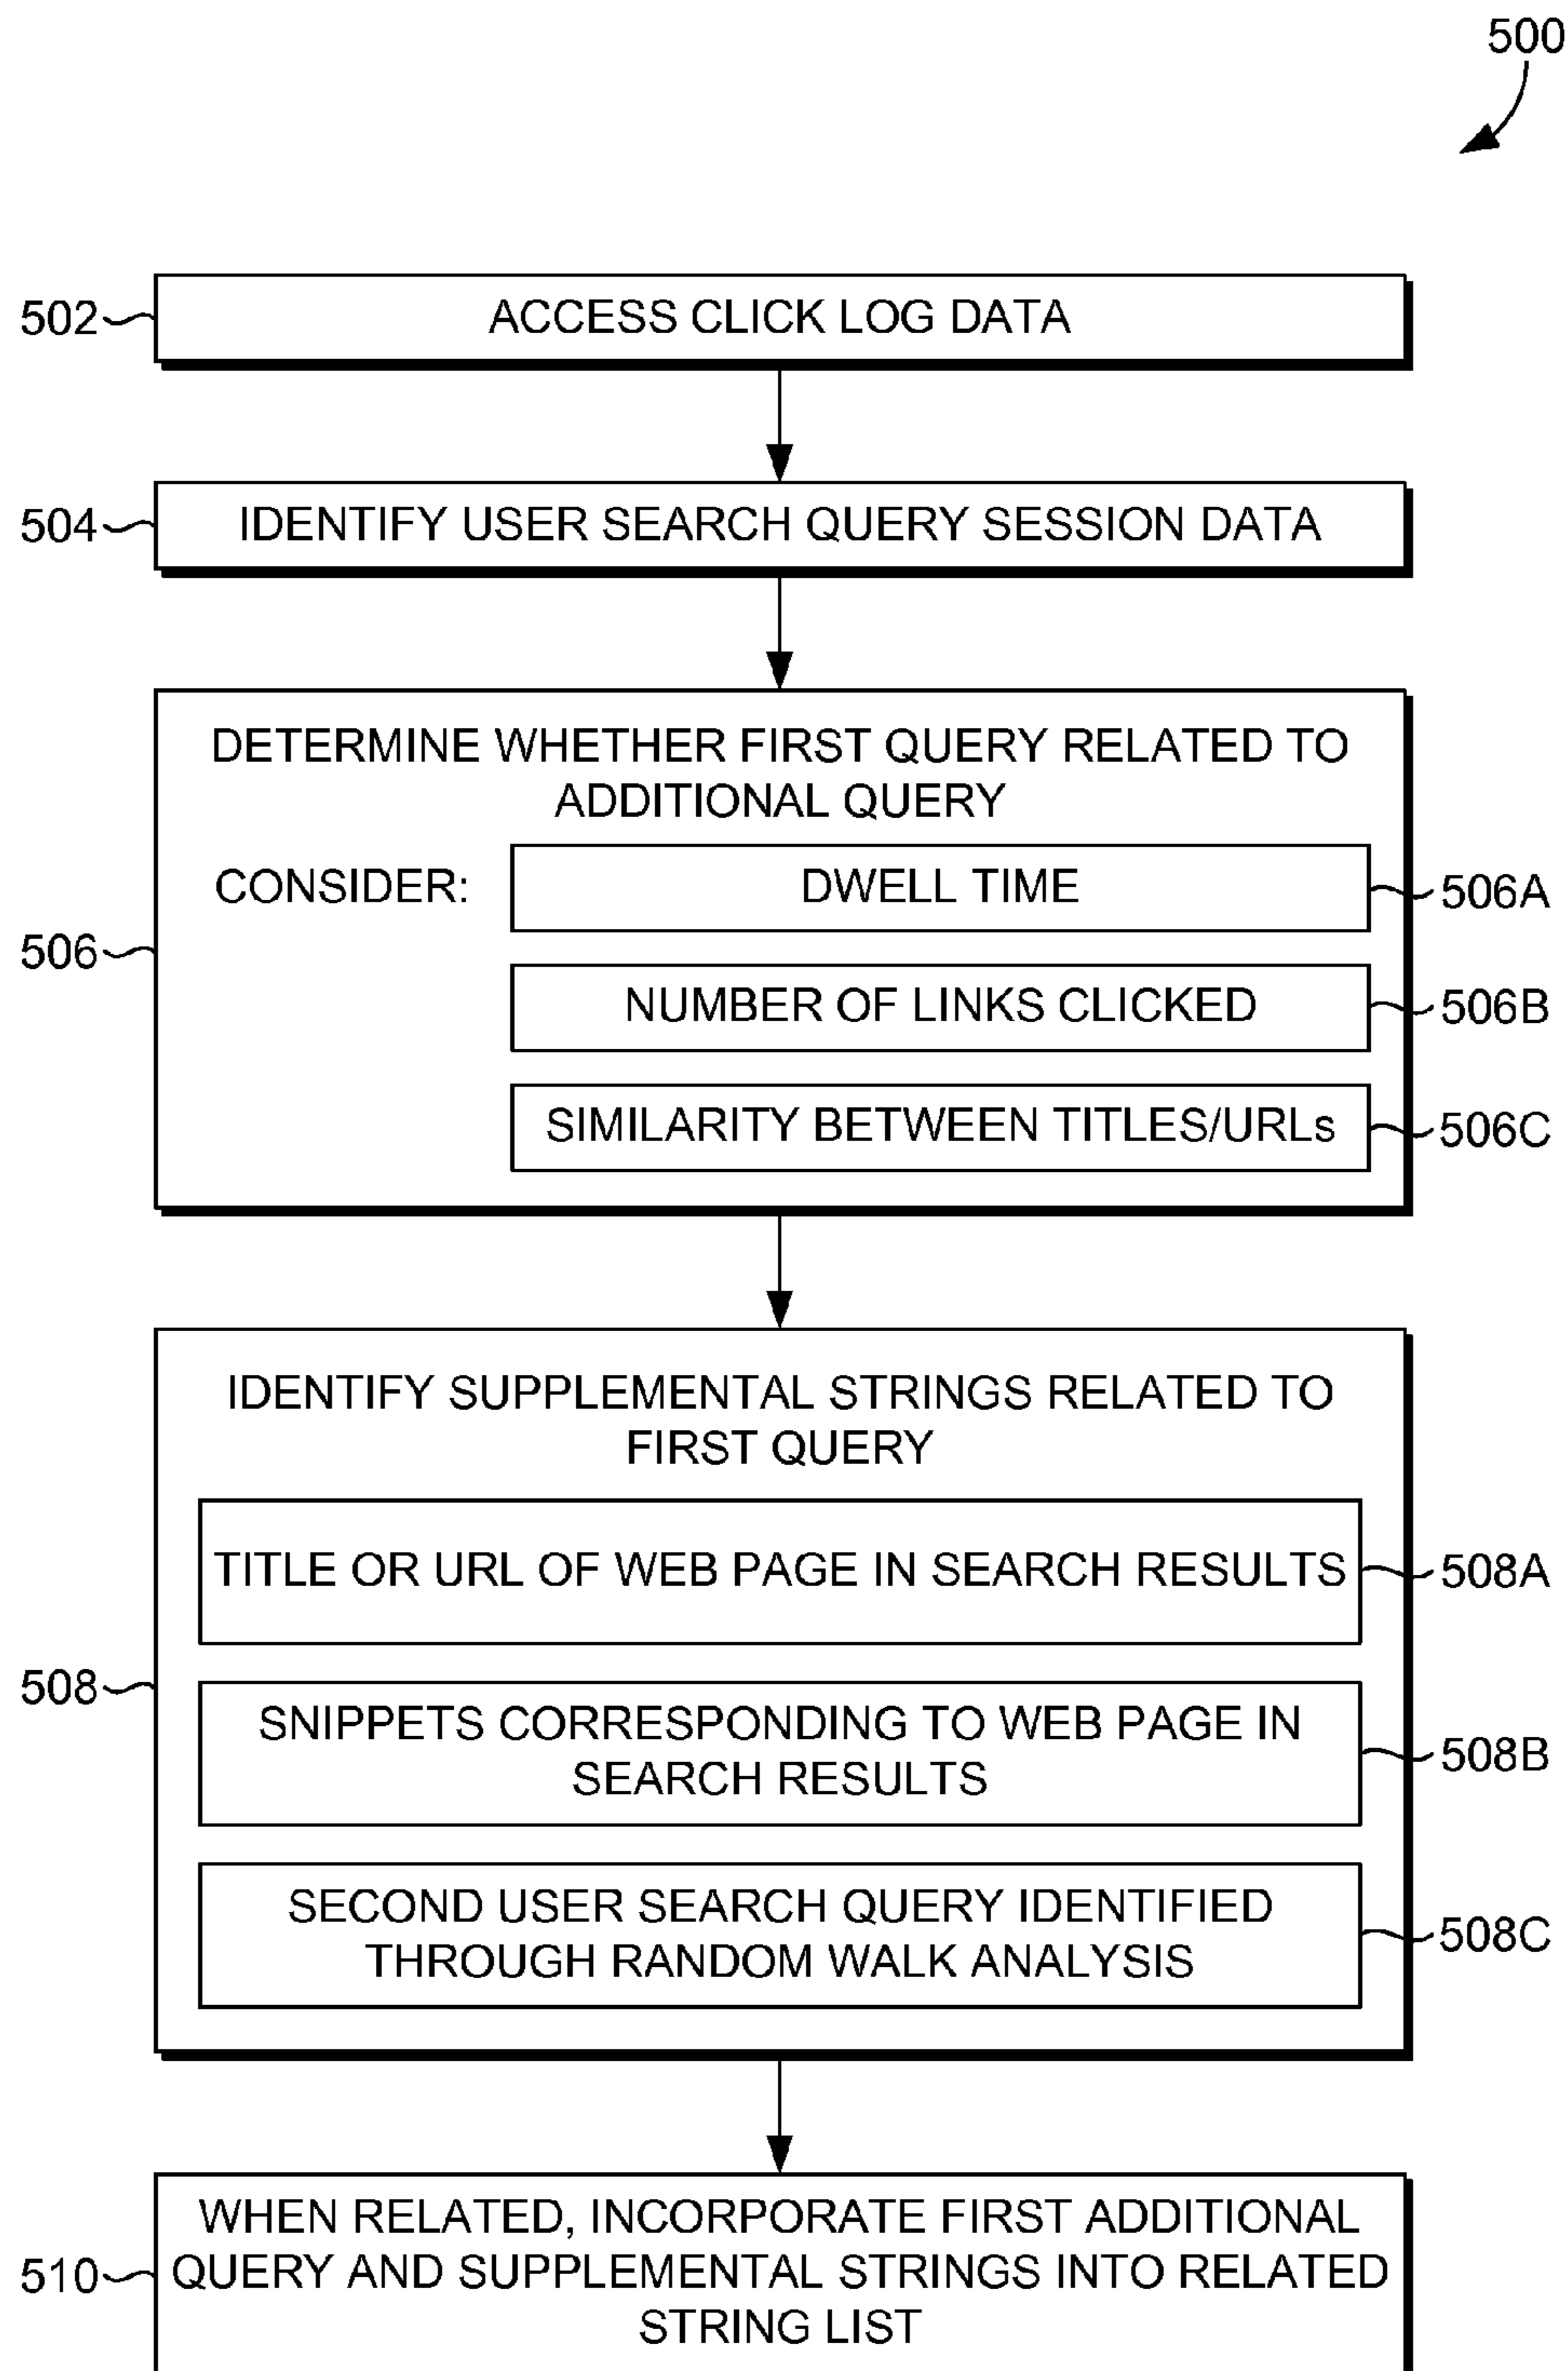 500
502
ACCESS CLICK LOG DATA
504
IDENTIFY USER SEARCH QUERY SESSION DATA
DETERMINE WHETHER FIRST QUERY RELATED TO
ADDITIONAL QUERY
CONSIDER:
DWELL TIME
506A
506
NUMBER OF LINKS CLICKED
506B
SIMILARITY BETWEEN TITLES/URLs
506C
IDENTIFY SUPPLEMENTAL STRINGS RELATED TO
FIRST QUERY
TITLE OR URL OF WEB PAGE IN SEARCH RESULTS
508A
508
SNIPPETS CORRESPONDING TO WEB PAGE IN
SEARCH RESULTS
508B
SECOND USER SEARCH QUERY IDENTIFIED
THROUGH RANDOM WALK ANALYSIS
508C
510
WHEN RELATED, INCORPORATE FIRST ADDITIONAL
QUERY AND SUPPLEMENTAL STRINGS INTO RELATED
STRING LIST